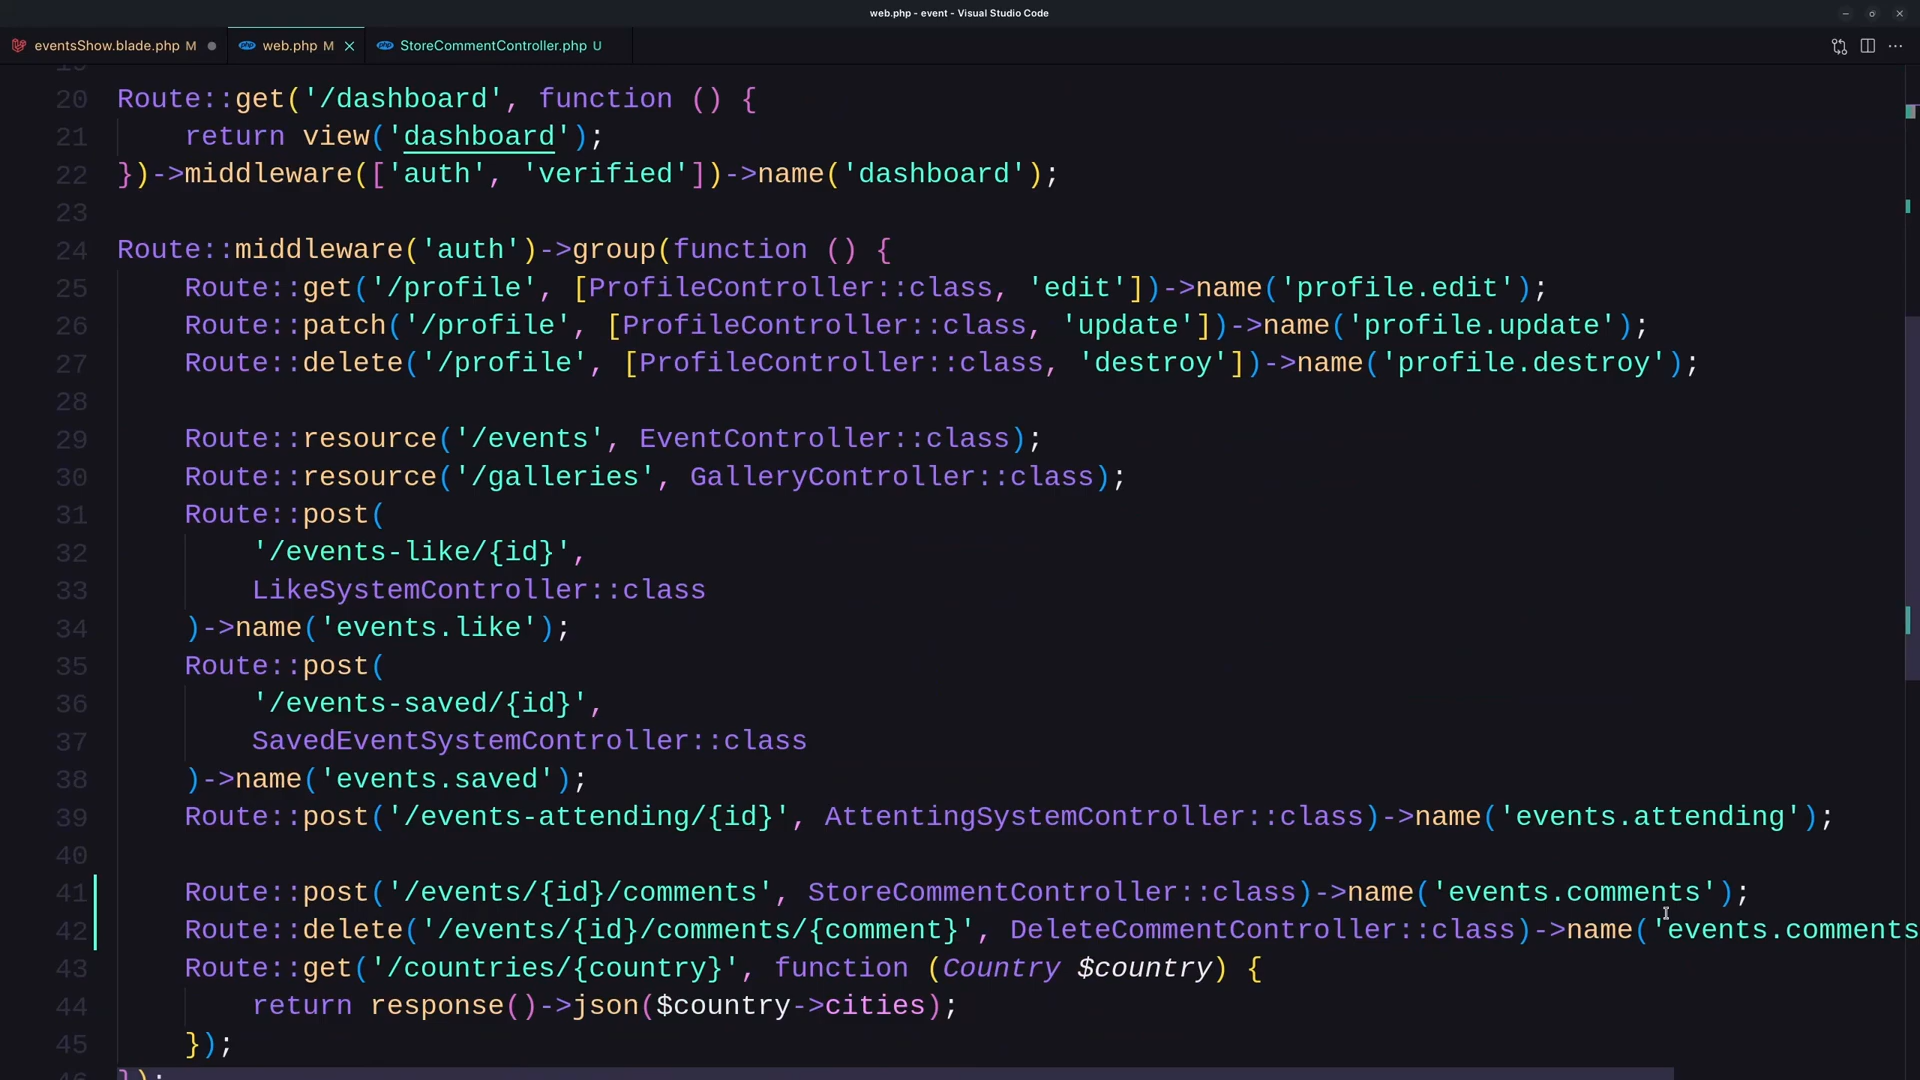 web.php - event - Visual Studio Code
eventsShow.blade.php M
web.php M
StoreCommentController.php U
20 Route::get('/dashboard', function () {
21 return view('dashboard');
22 })->middleware(['auth', 'verified'])->name('dashboard');
23
24 Route::middleware('auth')->group(function () {
25 Route::get('/profile', [ProfileController::class, 'edit'])->name('profile.edit');
26 Route::patch('/profile', [ProfileController::class, 'update'])->name('profile.update');
27 Route::delete('/profile', [ProfileController::class, 'destroy'])->name('profile.destroy');
28
29 Route::resource('/events', EventController::class);
30 Route::resource('/galleries', GalleryController::class);
31 Route::post(
32 '/events-like/{id}',
33 LikeSystemController::class
34 )->name('events.like');
35 Route::post(
36 '/events-saved/{id}',
37 SavedEventSystemController::class
38 )->name('events.saved');
39 Route::post('/events-attending/{id}', AttentingSystemController::class)->name('events.attending');
40
41 Route::post('/events/{id}/comments', StoreCommentController::class)->name('events.comments');
42 Route::delete('/events/{id}/comments/{comment}', DeleteCommentController::class)->name('events.comments
43 Route::get('/countries/{country}', function (Country $country) {
44 return response()->json($country->cities);
45 });